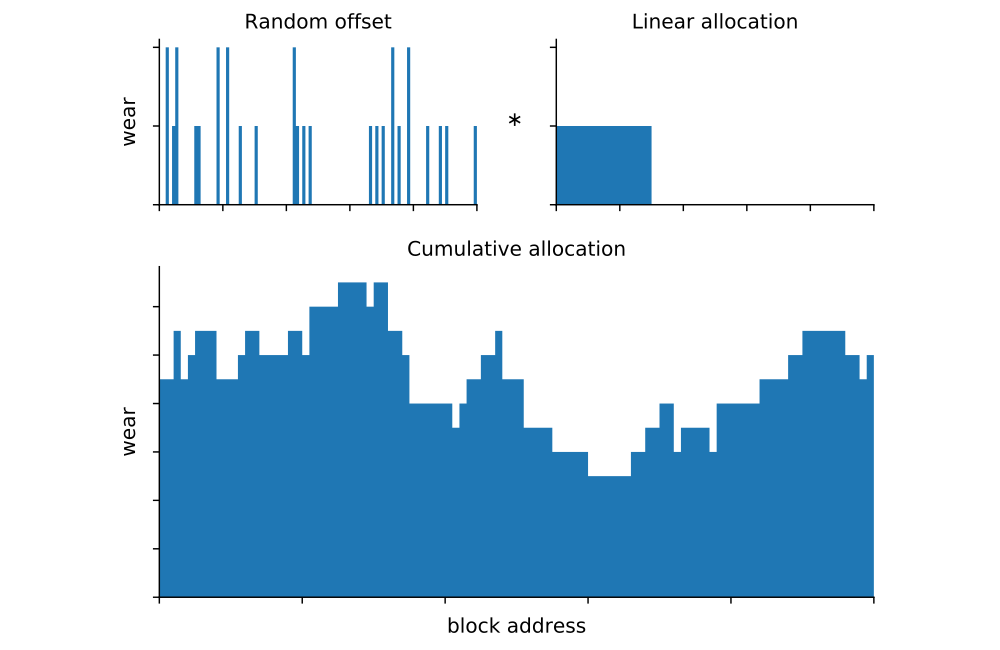 Random offset
Linear allocation
wear
*
Cumulative allocation
wear
block address